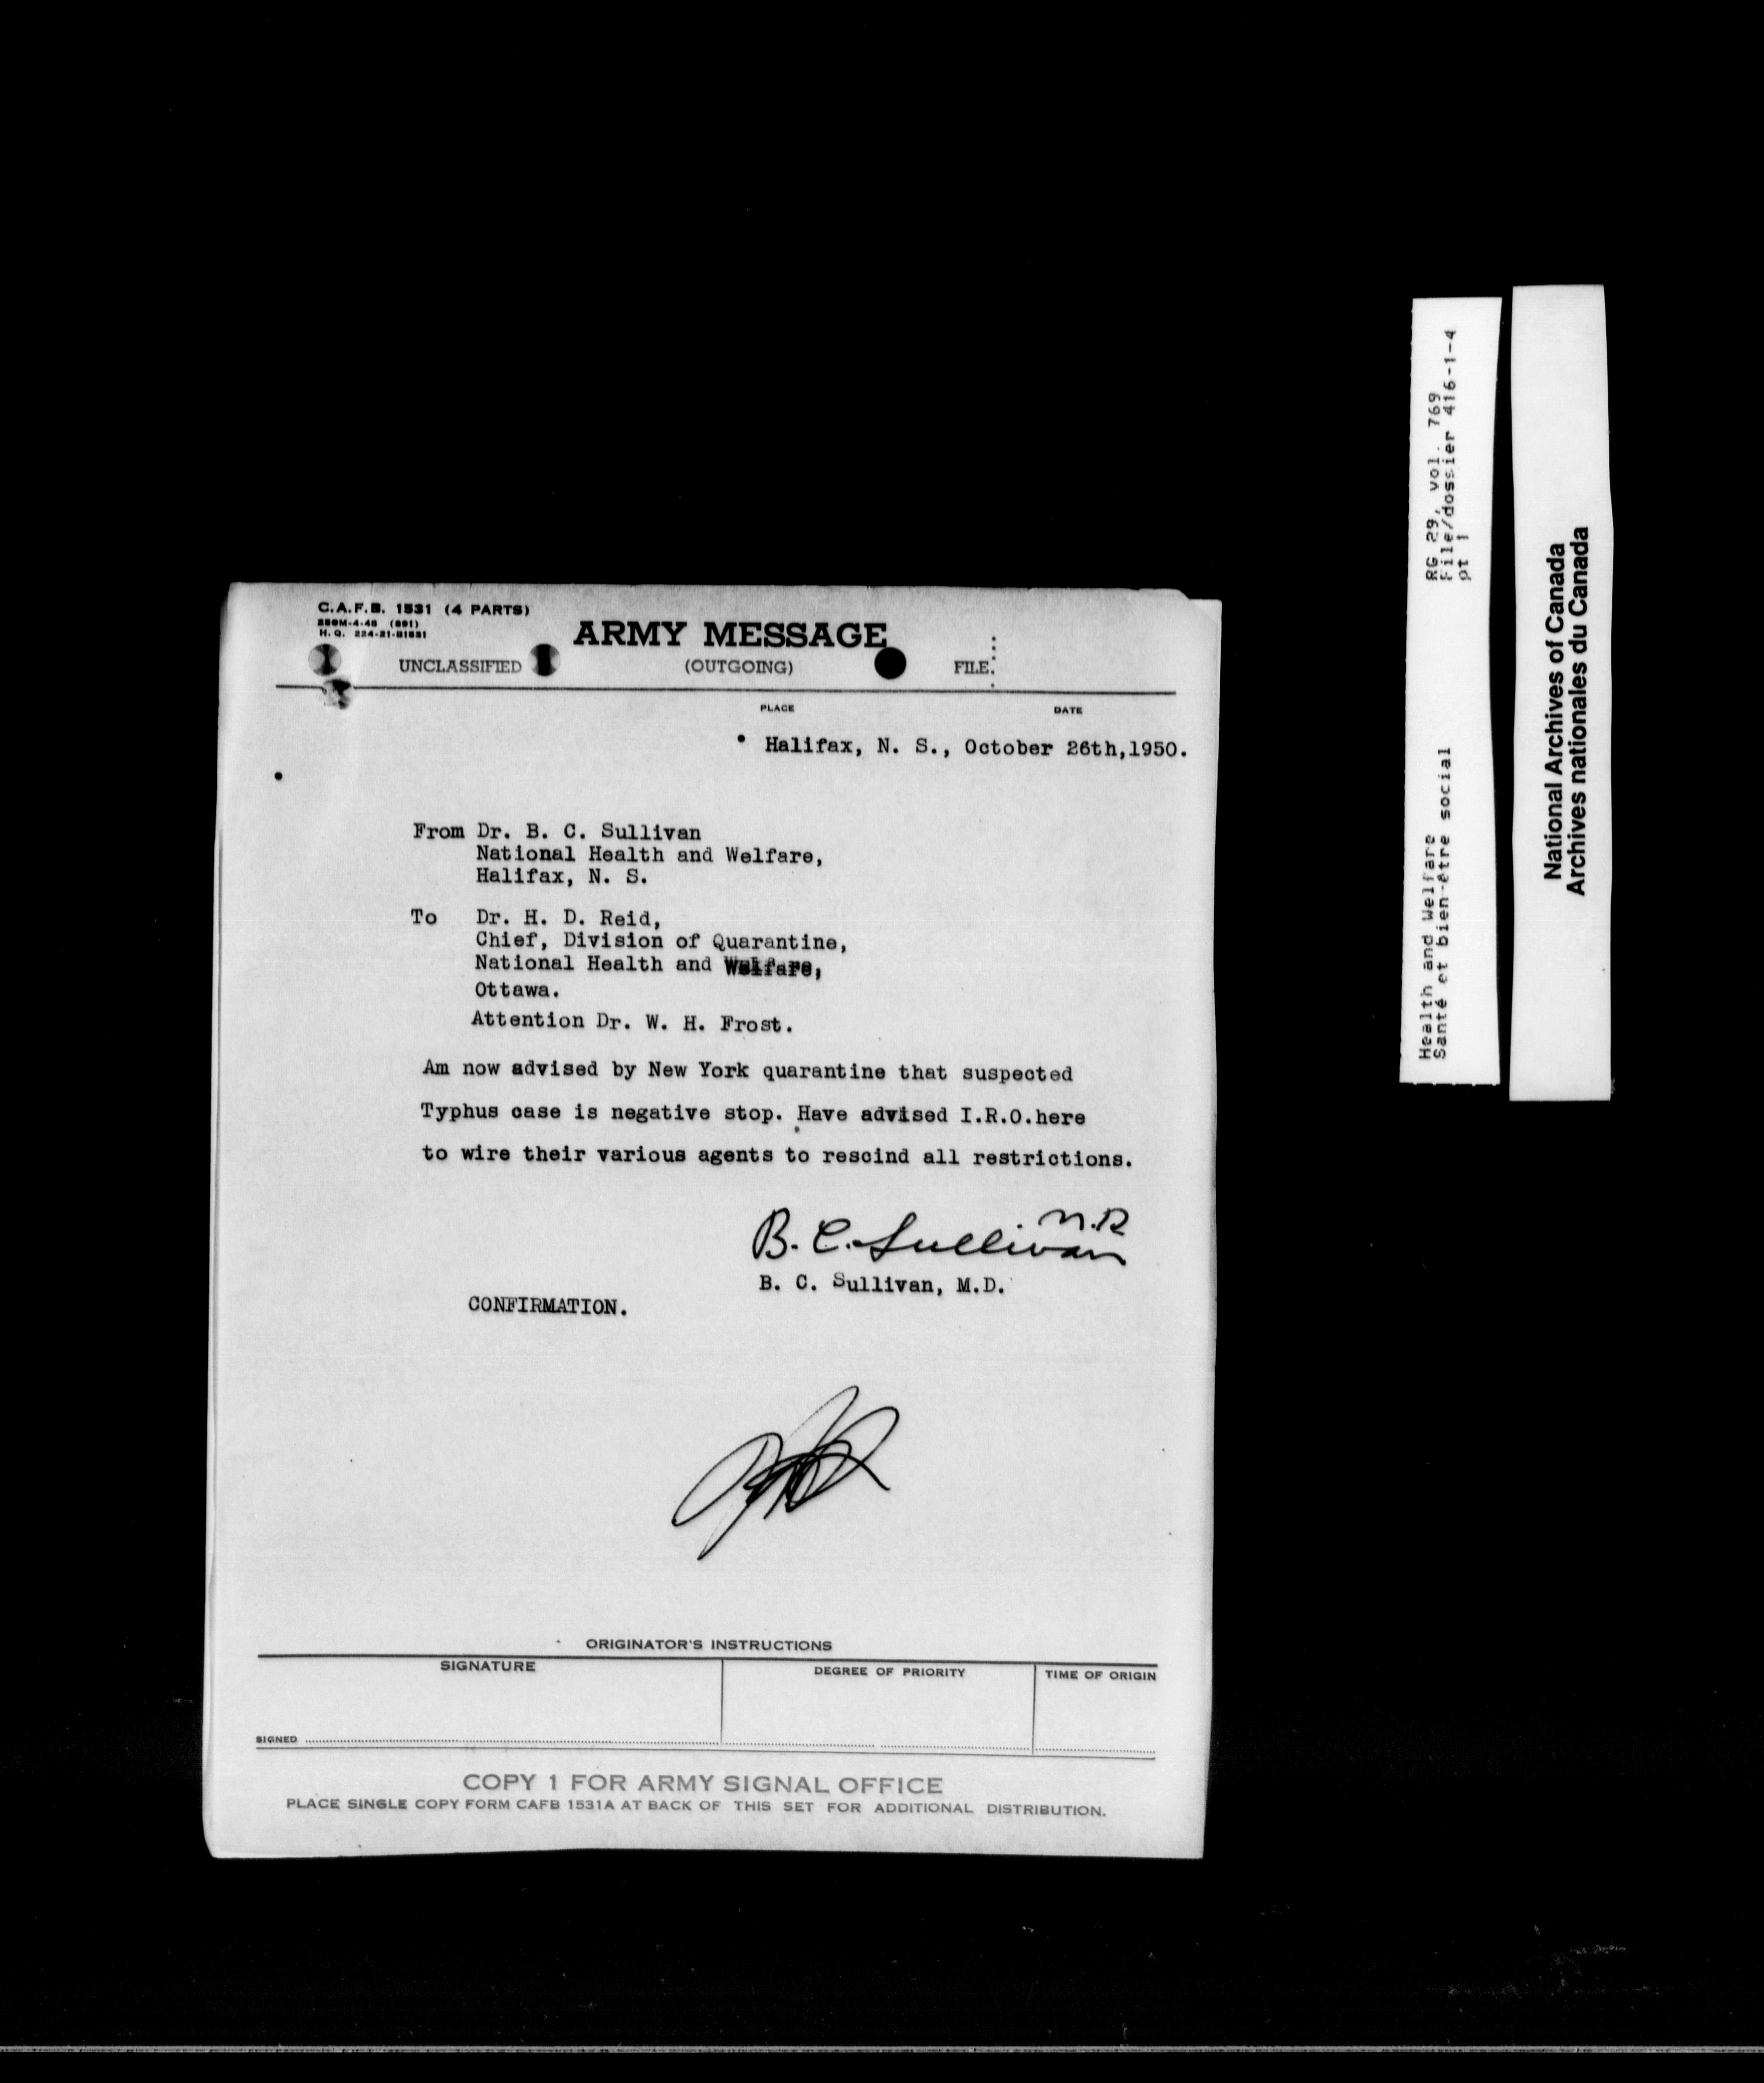 C.A.F.B. 1531 (4 PARTS)
H. Q. 224-21-B1531
ARMY MESSAGE
UNCLASSIFIED
(OUTGOING)
FILE
PLACE
DATE
Halifax, N. S., October 26th,1950.
From Dr. B. C. Sullivan
National Health and Welfare,
Halifax, N. S.
To Dr. H. D. Reid,
Chief, Division of Quarantine,
National Health and Welfare,
Ottawa.
Attention Dr. W. H. Frost.
Am now advised by New York quarantine that suspected
Typhus case is negative stop. Have advised I.R.O.here
to wire their various agents to rescind all restrictions.
B. C. Sullivan
B. C. Sullivan, M.D.
CONFIRMATION.
ORIGINATOR'S INSTRUCTIONS
SIGNATURE
DEGREE OF PRIORITY
TIME OF ORIGIN
SIGNED
COPY 1 FOR ARMY SIGNAL OFFICE
PLACE SINGLE COPY FORM CAFB 1531A AT BACK OF THIS SET FOR ADDITIONAL DISTRIBUTION.
Health and Welfare
Santé et bien-être social
RG 29, vol. 769
File/dossier 416-1-4
pt 1
National Archives of Canada
Archives nationales du Canada